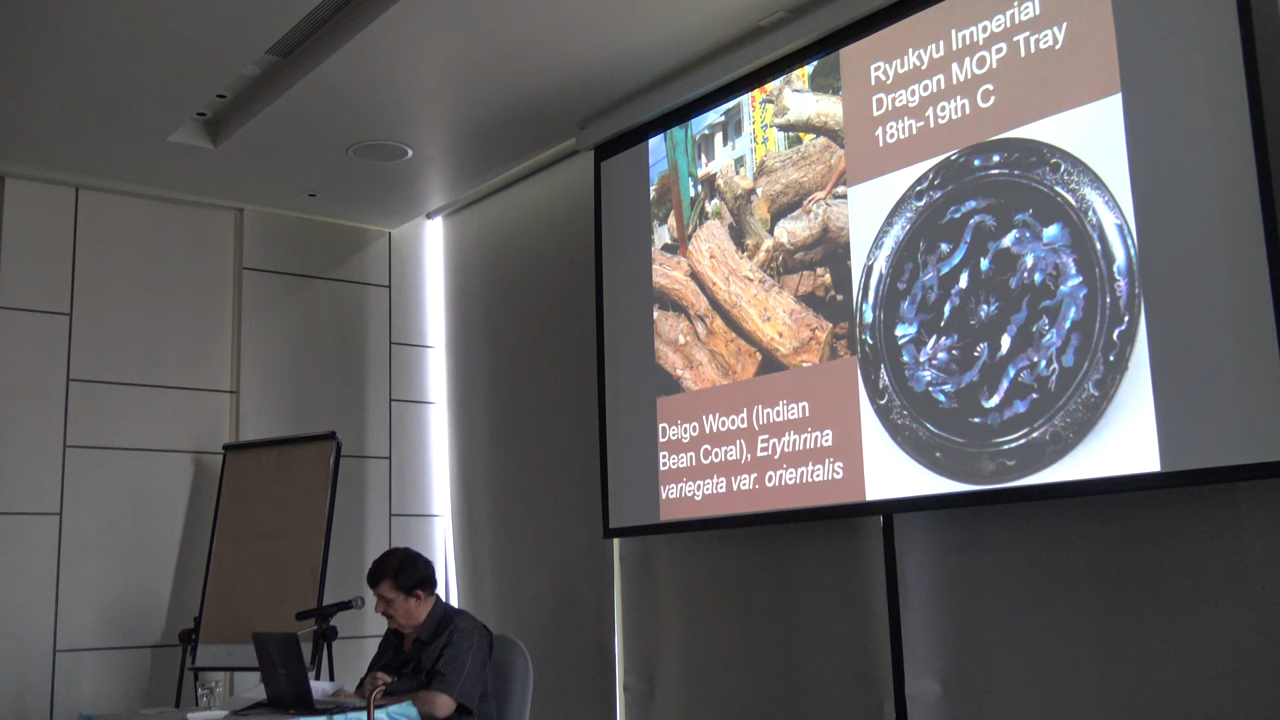 Ryukyu Imperial
Dragon MOP Tray
18th-19th C
Deigo Wood (Indian
Bean Coral), Erythrina
variegata var. orientalis